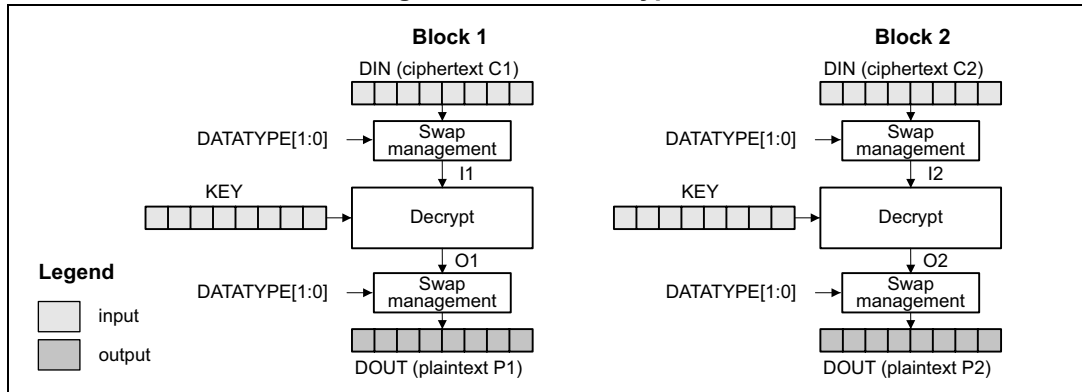 Block 1
DIN (ciphertext C1)
DATATYPE[1:0]
Swap
management
I1
KEY
Decrypt
O1
DATATYPE[1:0]
Swap
management
DOUT (plaintext P1)
Block 2
DIN (ciphertext C2)
DATATYPE[1:0]
Swap
management
I2
KEY
Decrypt
O2
DATATYPE[1:0]
Swap
management
DOUT (plaintext P2)
Legend
input
output